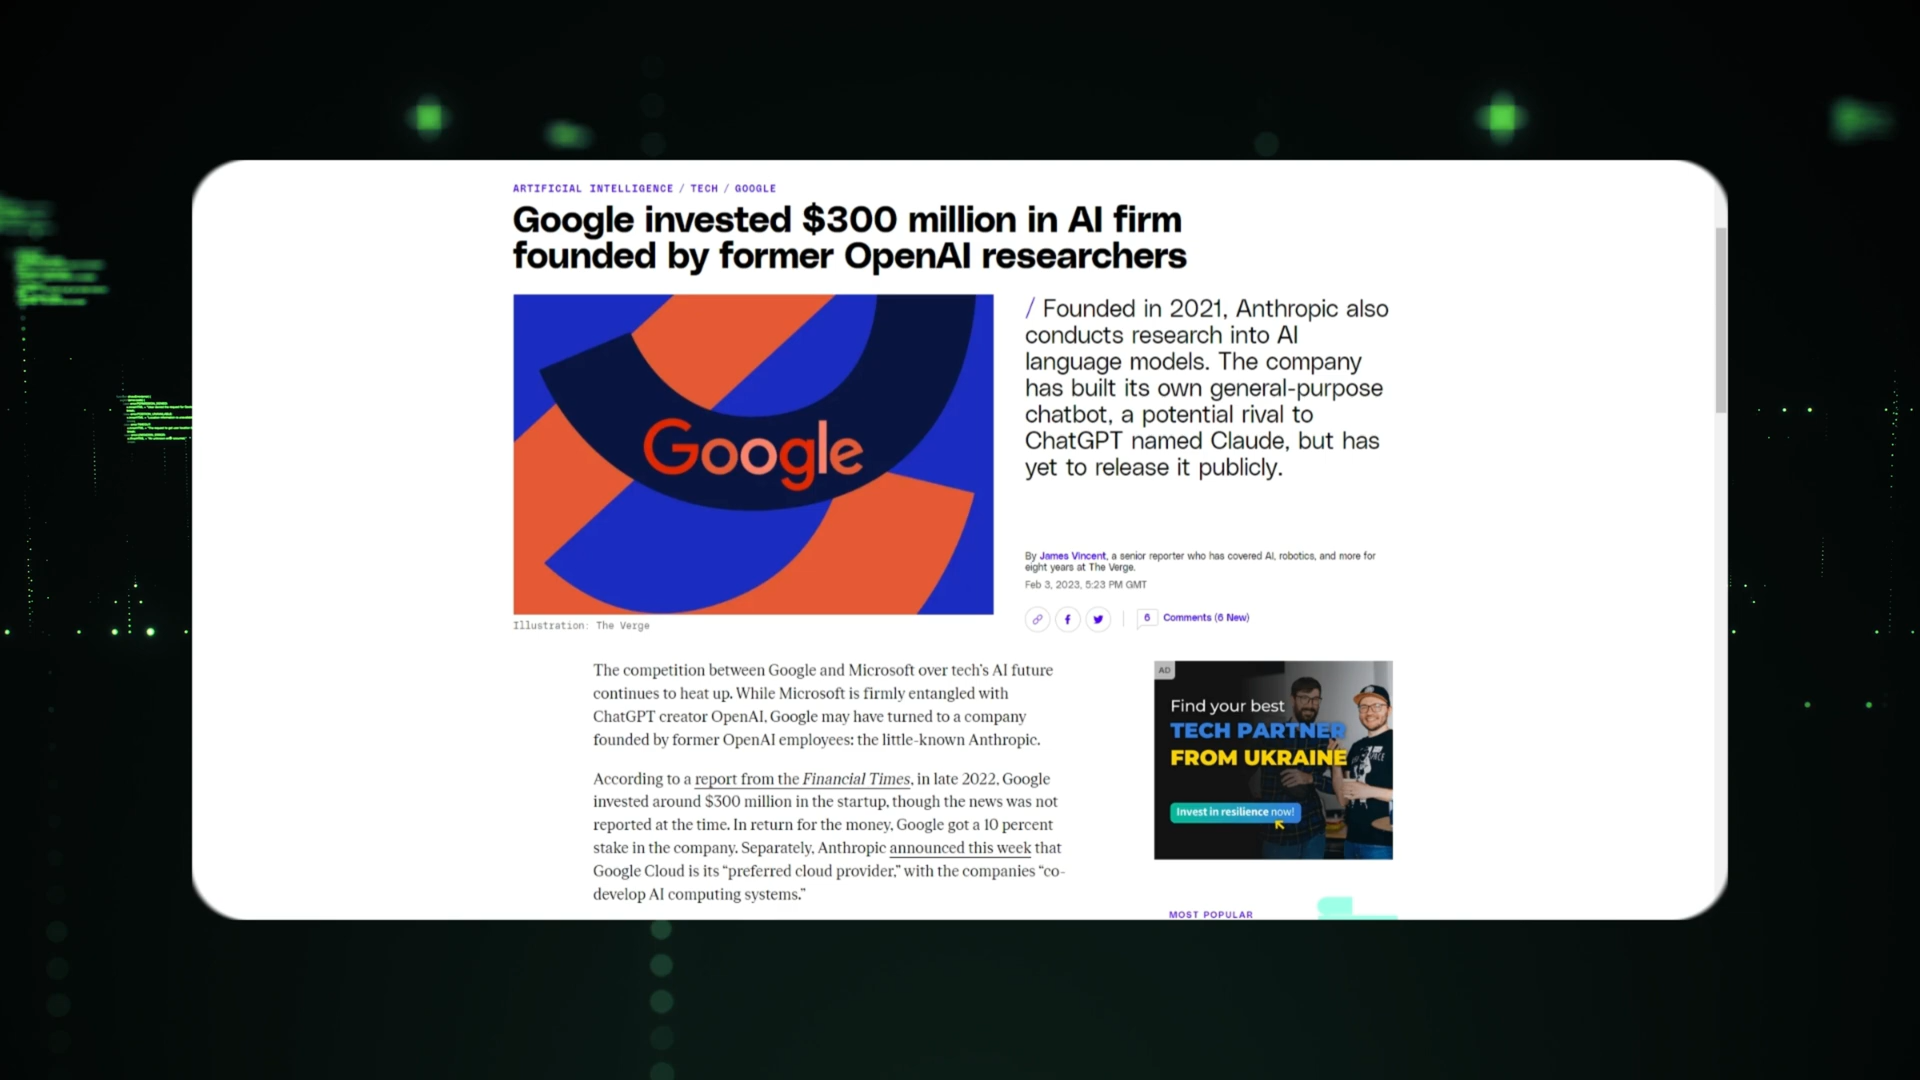 ARTIFICIAL INTELLIGENCE / TECH / GOOGLE
Google invested $300 million in AI firm
founded by former OpenAI researchers
Google
Illustration: The Verge
/ Founded in 2021, Anthropic also
conducts research into AI
language models. The company
has built its own general-purpose
chatbot, a potential rival to
ChatGPT named Claude, but has
yet to release it publicly.
By James Vincent, a senior reporter who has covered AI, robotics, and more for
eight years at The Verge.
Feb 3, 2023, 5:23 PM GMT
6 Comments (6 New)
The competition between Google and Microsoft over tech’s AI future
continues to heat up. While Microsoft is firmly entangled with
ChatGPT creator OpenAI, Google may have turned to a company
founded by former OpenAI employees: the little-known Anthropic.
According to a report from the Financial Times, in late 2022, Google
invested around $300 million in the startup, though the news was not
reported at the time. In return for the money, Google got a 10 percent
stake in the company. Separately, Anthropic announced this week that
Google Cloud is its “preferred cloud provider,” with the companies “co-
develop AI computing systems.”
AD
Find your best
TECH PARTNER
FROM UKRAINE
Invest in resilience now!
MOST POPULAR